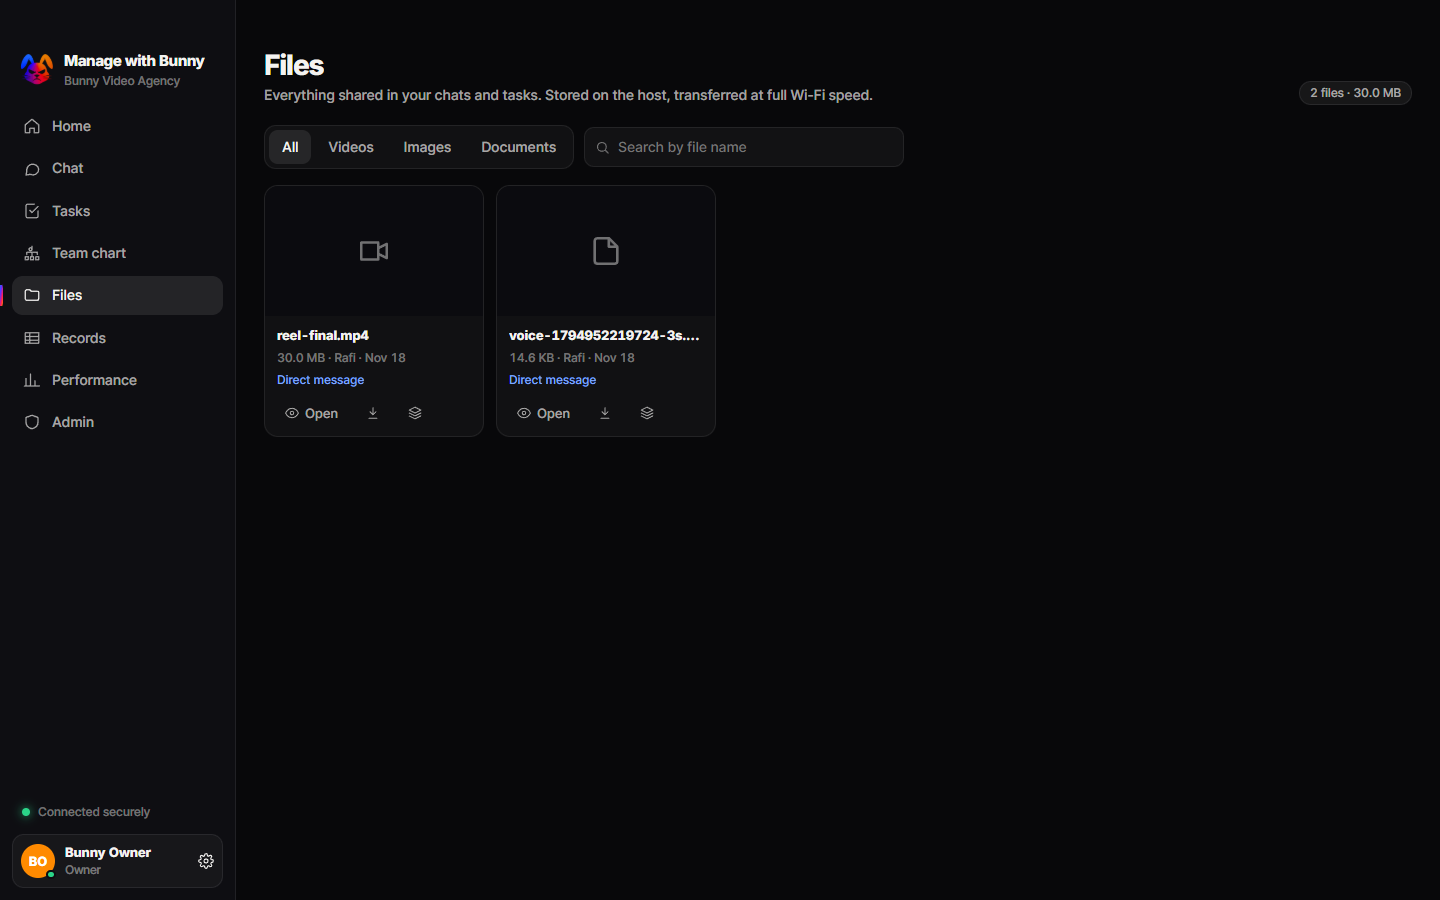 Manage with Bunny
Bunny Video Agency
Home
Chat
Tasks
Team chart
Files
Records
Performance
Admin
Connected securely
BO
Bunny Owner
Owner
Files
Everything shared in your chats and tasks. Stored on the host, transferred at full Wi-Fi speed.
2 files · 30.0 MB
All
Videos
Images
Documents
Search by file name
reel-final.mp4
30.0 MB · Rafi · Nov 18
Direct message
Open
voice-1794952219724-3s....
14.6 KB · Rafi · Nov 18
Direct message
Open